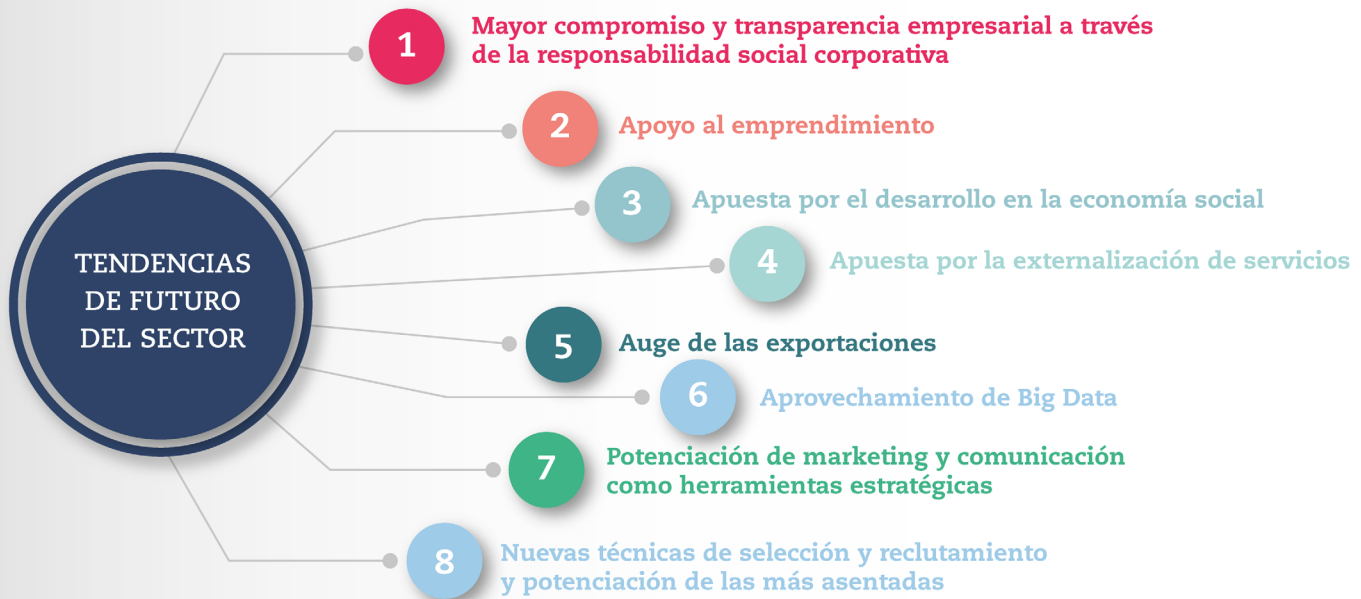 TENDENCIAS
DE FUTURO
DEL SECTOR
1
Mayor compromiso y transparencia empresarial a través
de la responsabilidad social corporativa
2
Apoyo al emprendimiento
3
Apuesta por el desarrollo en la economía social
4
Apuesta por la externalización de servicios
5
Auge de las exportaciones
6
Aprovechamiento de Big Data
7
Potenciación de marketing y comunicación
como herramientas estratégicas
8
Nuevas técnicas de selección y reclutamiento
y potenciación de las más asentadas